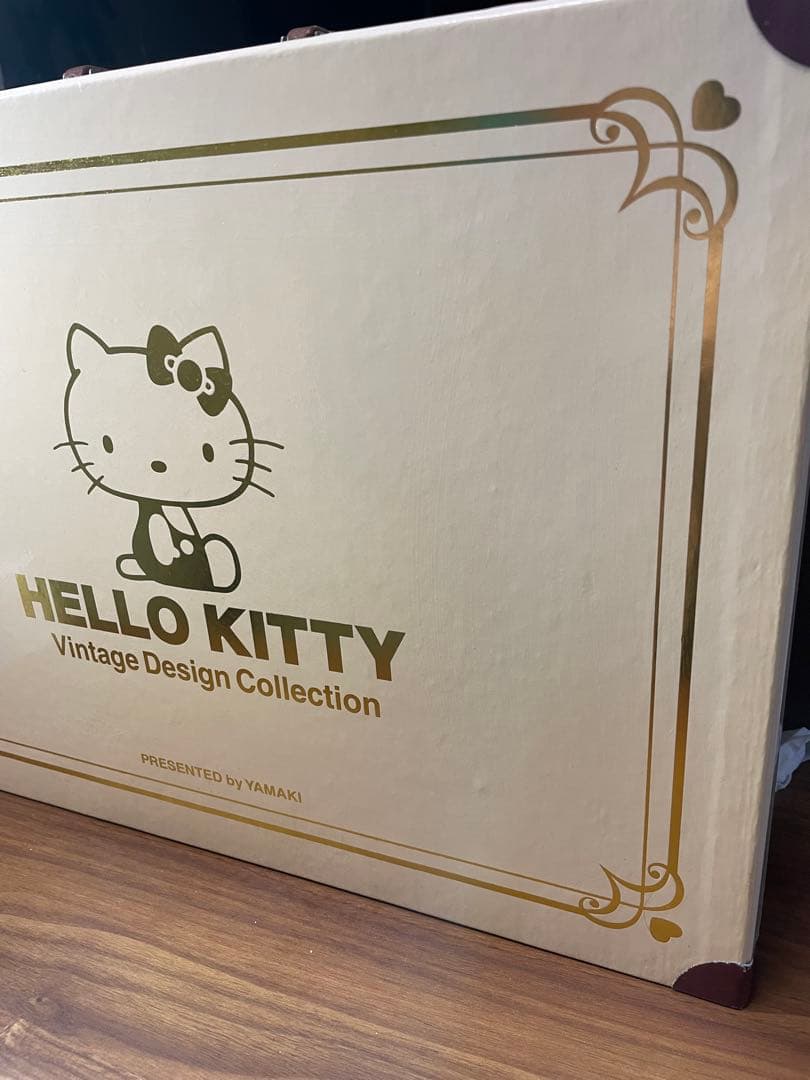 HELLO KITTY
Vintage Design Collection
PRESENTED by YAMAKI